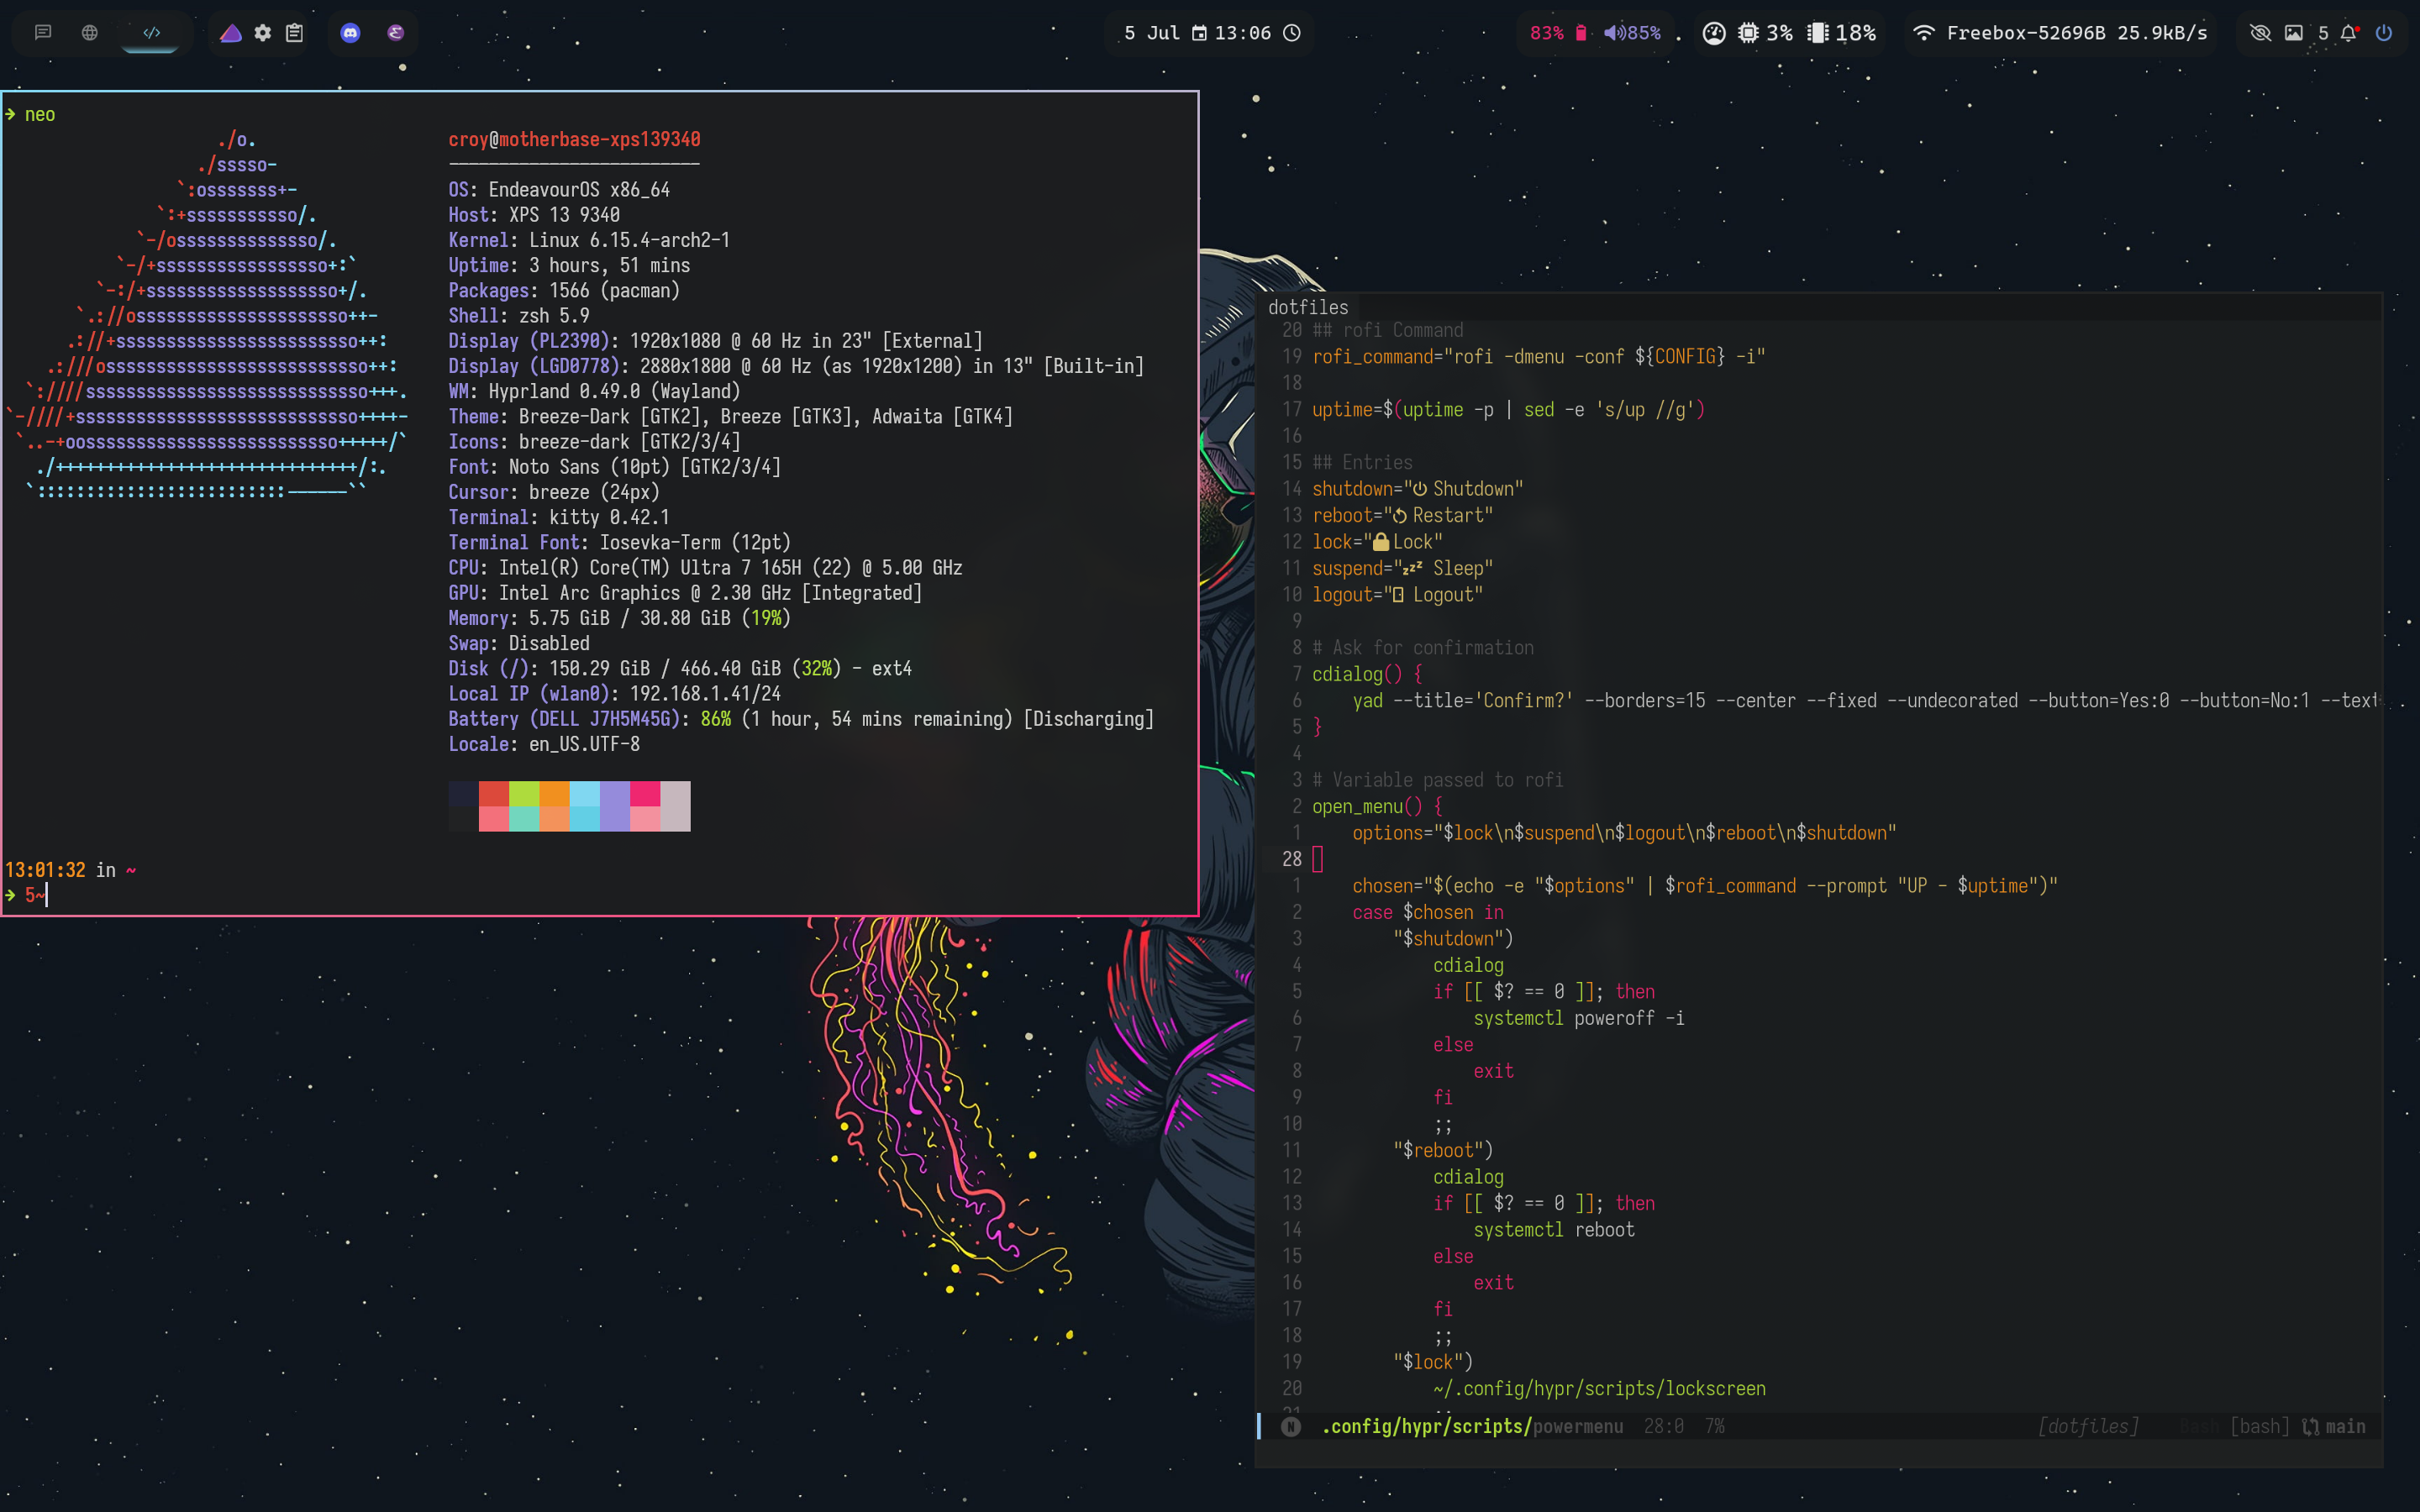 5 Jul 13:06
83% 85%
3% 18%
Freebox-52696B 25.9kB/s
5
neo
./o.
./sssso-
`:osssssss+-
`:+sssssssssso/.
`-/ossssssssssssso/.
`-/+sssssssssssssssso+:`
`-:/+sssssssssssssssssso+/.
`.://osssssssssssssssssssso++-
.://+ssssssssssssssssssssssso++:
.:///ossssssssssssssssssssssssso++:
`:////ssssssssssssssssssssssssssso+++.
`-////+ssssssssssssssssssssssssssso++++-
`..-+oosssssssssssssssssssssssso+++++/`
./++++++++++++++++++++++++++++++/:.
`:::::::::::::::::::::::::------``
croy@motherbase-xps139340
-------------------------
OS: EndeavourOS x86_64
Host: XPS 13 9340
Kernel: Linux 6.15.4-arch2-1
Uptime: 3 hours, 51 mins
Packages: 1566 (pacman)
Shell: zsh 5.9
Display (PL2390): 1920x1080 @ 60 Hz in 23" [External]
Display (LGD0778): 2880x1800 @ 60 Hz (as 1920x1200) in 13" [Built-in]
WM: Hyprland 0.49.0 (Wayland)
Theme: Breeze-Dark [GTK2], Breeze [GTK3], Adwaita [GTK4]
Icons: breeze-dark [GTK2/3/4]
Font: Noto Sans (10pt) [GTK2/3/4]
Cursor: breeze (24px)
Terminal: kitty 0.42.1
Terminal Font: Iosevka-Term (12pt)
CPU: Intel(R) Core(TM) Ultra 7 165H (22) @ 5.00 GHz
GPU: Intel Arc Graphics @ 2.30 GHz [Integrated]
Memory: 5.75 GiB / 30.80 GiB (19%)
Swap: Disabled
Disk (/): 150.29 GiB / 466.40 GiB (32%) - ext4
Local IP (wlan0): 192.168.1.41/24
Battery (DELL J7H5M45G): 86% (1 hour, 54 mins remaining) [Discharging]
Locale: en_US.UTF-8
13:01:32 in ~
5~
dotfiles
20 ## rofi Command
19 rofi_command="rofi -dmenu -conf ${CONFIG} -i"
18
17 uptime=$(uptime -p | sed -e 's/up //g')
16
15 ## Entries
14 shutdown="⏻ Shutdown"
13 reboot="↺ Restart"
12 lock="🔒 Lock"
11 suspend="💤 Sleep"
10 logout=" Logout"
9
8 # Ask for confirmation
7 cdialog() {
6     yad --title='Confirm?' --borders=15 --center --fixed --undecorated --button=Yes:0 --button=No:1 --text
5 }
4
3 # Variable passed to rofi
2 open_menu() {
1     options="$lock\n$suspend\n$logout\n$reboot\n$shutdown"
28
1     chosen="$(echo -e "$options" | $rofi_command --prompt "UP - $uptime")"
2     case $chosen in
3         "$shutdown")
4             cdialog
5             if [[ $? == 0 ]]; then
6                 systemctl poweroff -i
7             else
8                 exit
9             fi
10             ;;
11         "$reboot")
12             cdialog
13             if [[ $? == 0 ]]; then
14                 systemctl reboot
15             else
16                 exit
17             fi
18             ;;
19         "$lock")
20             ~/.config/hypr/scripts/lockscreen
N .config/hypr/scripts/powermenu 28:0 7% [dotfiles] Bash [bash] main